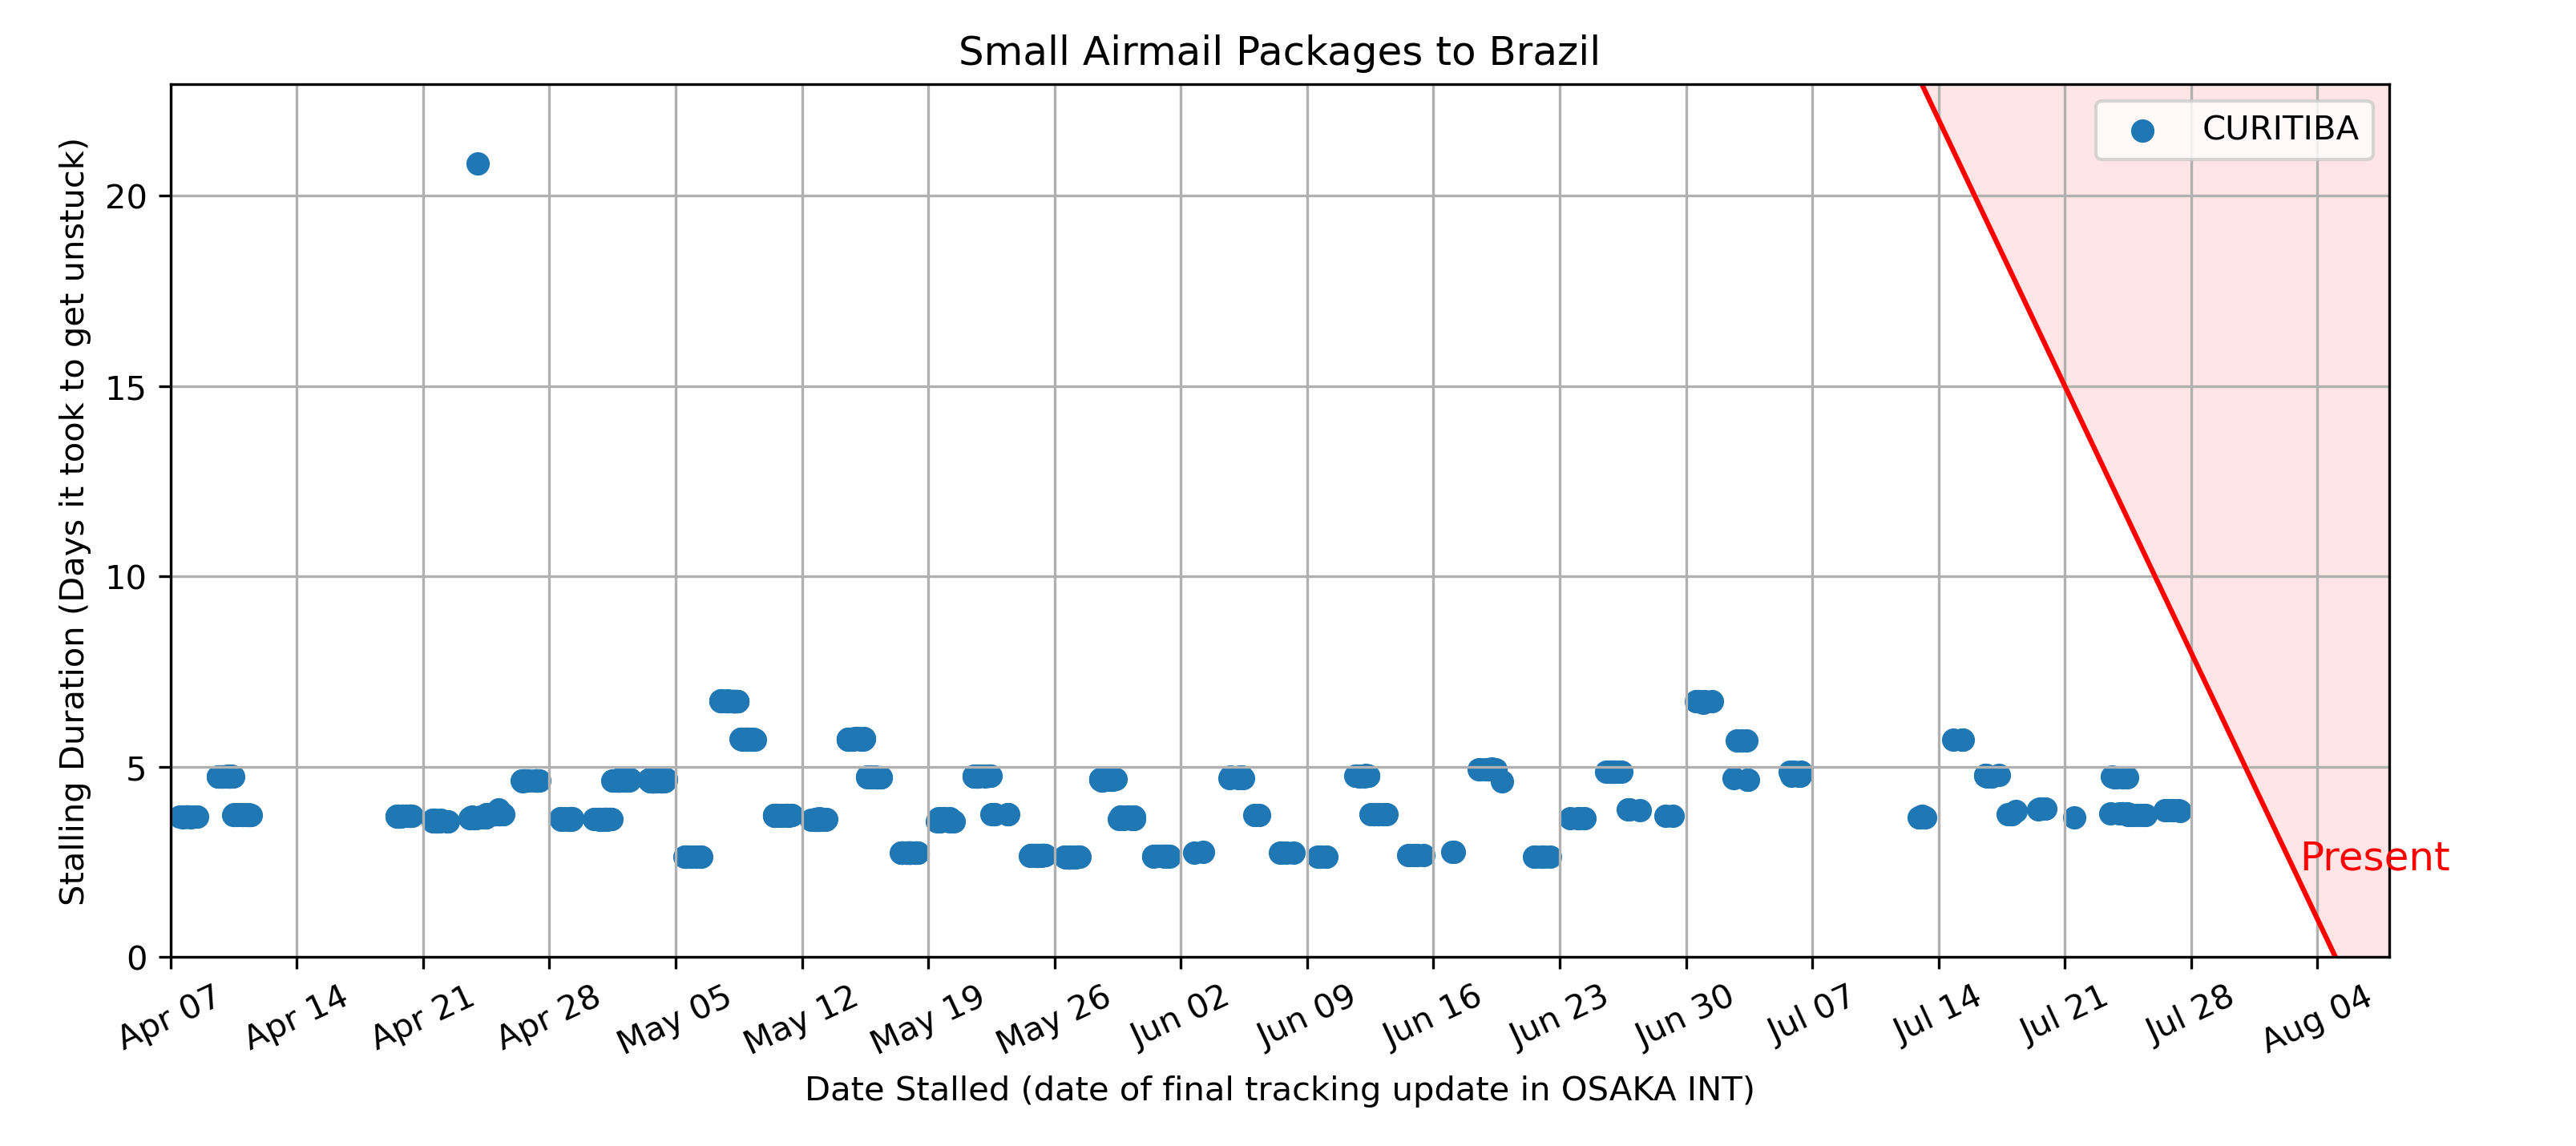 Small Airmail Packages to Brazil
CURITIBA
Stalling Duration (Days it took to get unstuck)
20
15
10
5
0
Present
Apr 07
Apr 14
Apr 21
Apr 28
May 05
May 12
May 19
May 26
Jun 02
Jun 09
Jun 16
Jun 23
Jun 30
Jul 07
Jul 14
Jul 21
Jul 28
Aug 04
Date Stalled (date of final tracking update in OSAKA INT)